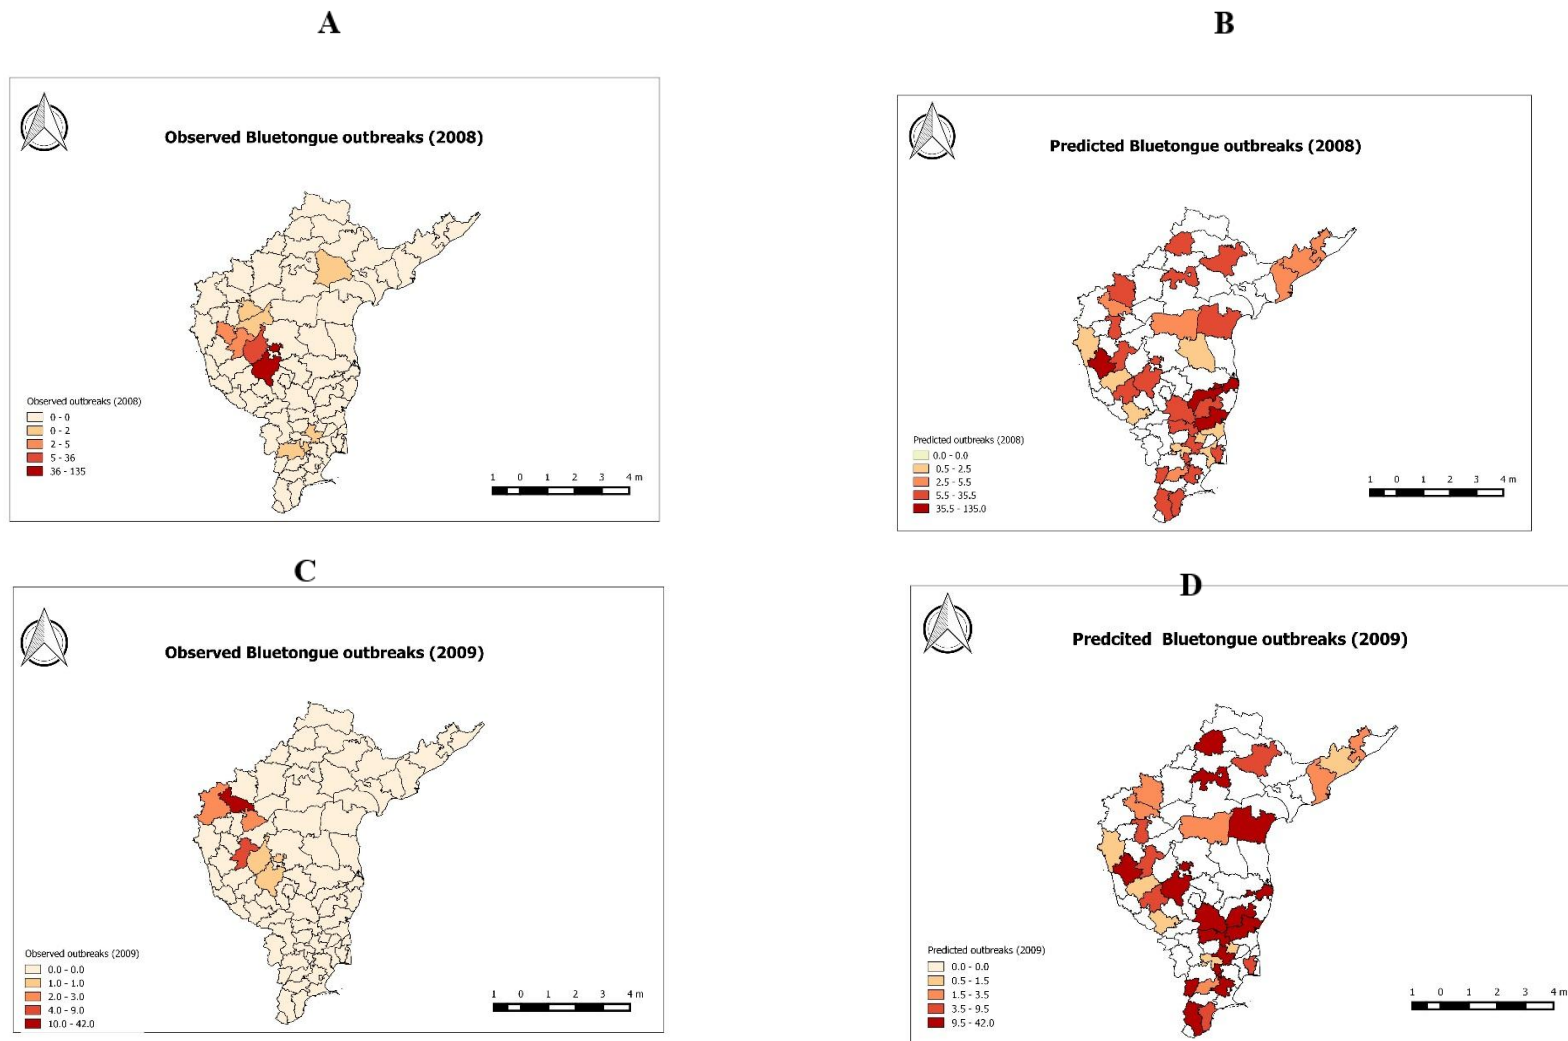 A
B
Observed Bluetongue outbreaks (2008)
Observed outbreaks (2008)
0 - 0
0 - 2
2 - 5
5 - 36
36 - 135
1 0 1 2 3 4 m
Predicted Bluetongue outbreaks (2008)
Predicted outbreaks (2008)
0.0 - 0.0
0.5 - 2.5
2.5 - 5.5
5.5 - 35.5
35.5 - 135.0
1 0 1 2 3 4 m
C
D
Observed Bluetongue outbreaks (2009)
Observed outbreaks (2009)
0.0 - 0.0
1.0 - 1.0
2.0 - 3.0
4.0 - 9.0
10.0 - 42.0
1 0 1 2 3 4 m
Predcited Bluetongue outbreaks (2009)
Predicted outbreaks (2009)
0.0 - 0.0
0.5 - 1.5
1.5 - 3.5
3.5 - 9.5
9.5 - 42.0
1 0 1 2 3 4 m